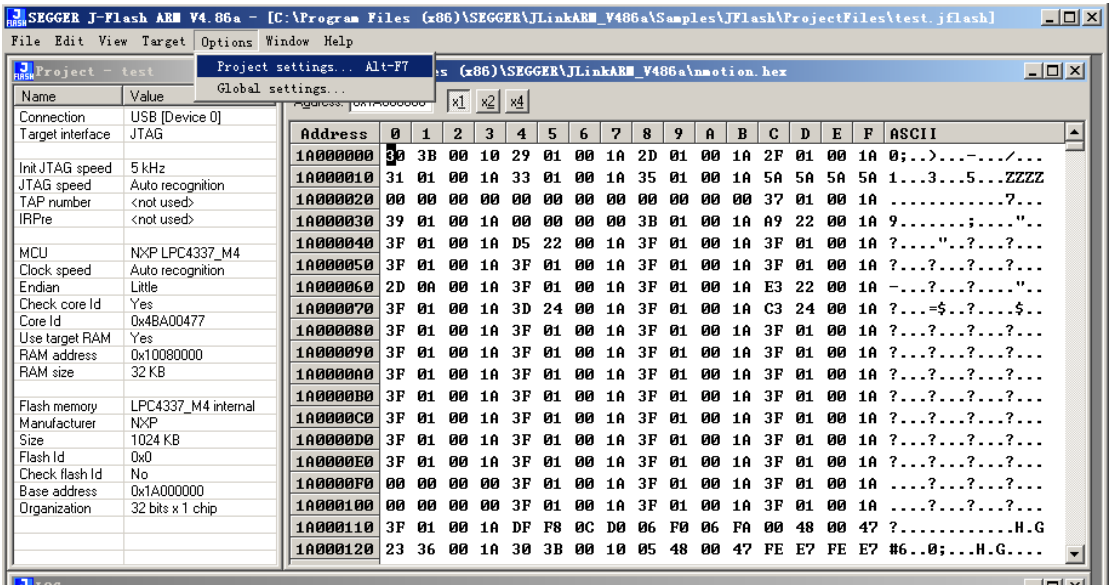 SEGGER J-Flash ARM V4.86a - [C:\Program Files (x86)\SEGGER\JLinkARM_V486a\Samples\JFlash\ProjectFiles\test.jflash]
File Edit View Target Options Window Help
Project settings... Alt-F7
Global settings...
Project - test
Name Value
Connection USB [Device 0]
Target interface JTAG
Init JTAG speed 5 kHz
JTAG speed Auto recognition
TAP number <not used>
IRPre <not used>
MCU NXP LPC4337_M4
Clock speed Auto recognition
Endian Little
Check core Id Yes
Core Id 0x4BA00477
Use target RAM Yes
RAM address 0x10080000
RAM size 32 KB
Flash memory LPC4337_M4 internal
Manufacturer NXP
Size 1024 KB
Flash Id 0x0
Check flash Id No
Base address 0x1A000000
Organization 32 bits x 1 chip
(x86)\SEGGER\JLinkARM_V486a\nmotion.hex
x1 x2 x4
Address 0 1 2 3 4 5 6 7 8 9 A B C D E F ASCII
1A000000 30 3B 00 10 29 01 00 1A 2D 01 00 1A 2F 01 00 1A 0;..)...-.../...
1A000010 31 01 00 1A 33 01 00 1A 35 01 00 1A 5A 5A 5A 5A 1...3...5...ZZZZ
1A000020 00 00 00 00 00 00 00 00 00 00 00 00 37 01 00 1A ............7...
1A000030 39 01 00 1A 00 00 00 00 3B 01 00 1A A9 22 00 1A 9.......;...."..
1A000040 3F 01 00 1A D5 22 00 1A 3F 01 00 1A 3F 01 00 1A ?...."..?...?...
1A000050 3F 01 00 1A 3F 01 00 1A 3F 01 00 1A 3F 01 00 1A ?...?...?...?...
1A000060 2D 0A 00 1A 3F 01 00 1A 3F 01 00 1A E3 22 00 1A -...?...?...."..
1A000070 3F 01 00 1A 3D 24 00 1A 3F 01 00 1A C3 24 00 1A ?...=$..?....$..
1A000080 3F 01 00 1A 3F 01 00 1A 3F 01 00 1A 3F 01 00 1A ?...?...?...?...
1A000090 3F 01 00 1A 3F 01 00 1A 3F 01 00 1A 3F 01 00 1A ?...?...?...?...
1A0000A0 3F 01 00 1A 3F 01 00 1A 3F 01 00 1A 3F 01 00 1A ?...?...?...?...
1A0000B0 3F 01 00 1A 3F 01 00 1A 3F 01 00 1A 3F 01 00 1A ?...?...?...?...
1A0000C0 3F 01 00 1A 3F 01 00 1A 3F 01 00 1A 3F 01 00 1A ?...?...?...?...
1A0000D0 3F 01 00 1A 3F 01 00 1A 3F 01 00 1A 3F 01 00 1A ?...?...?...?...
1A0000E0 3F 01 00 1A 3F 01 00 1A 3F 01 00 1A 3F 01 00 1A ?...?...?...?...
1A0000F0 00 00 00 00 3F 01 00 1A 3F 01 00 1A 3F 01 00 1A ....?...?...?...
1A000100 00 00 00 00 3F 01 00 1A 3F 01 00 1A 3F 01 00 1A ....?...?...?...
1A000110 3F 01 00 1A DF F8 0C D0 06 F0 06 FA 00 48 00 47 ?............H.G
1A000120 23 36 00 1A 30 3B 00 10 05 48 00 47 FE E7 FE E7 #6..0;...H.G....